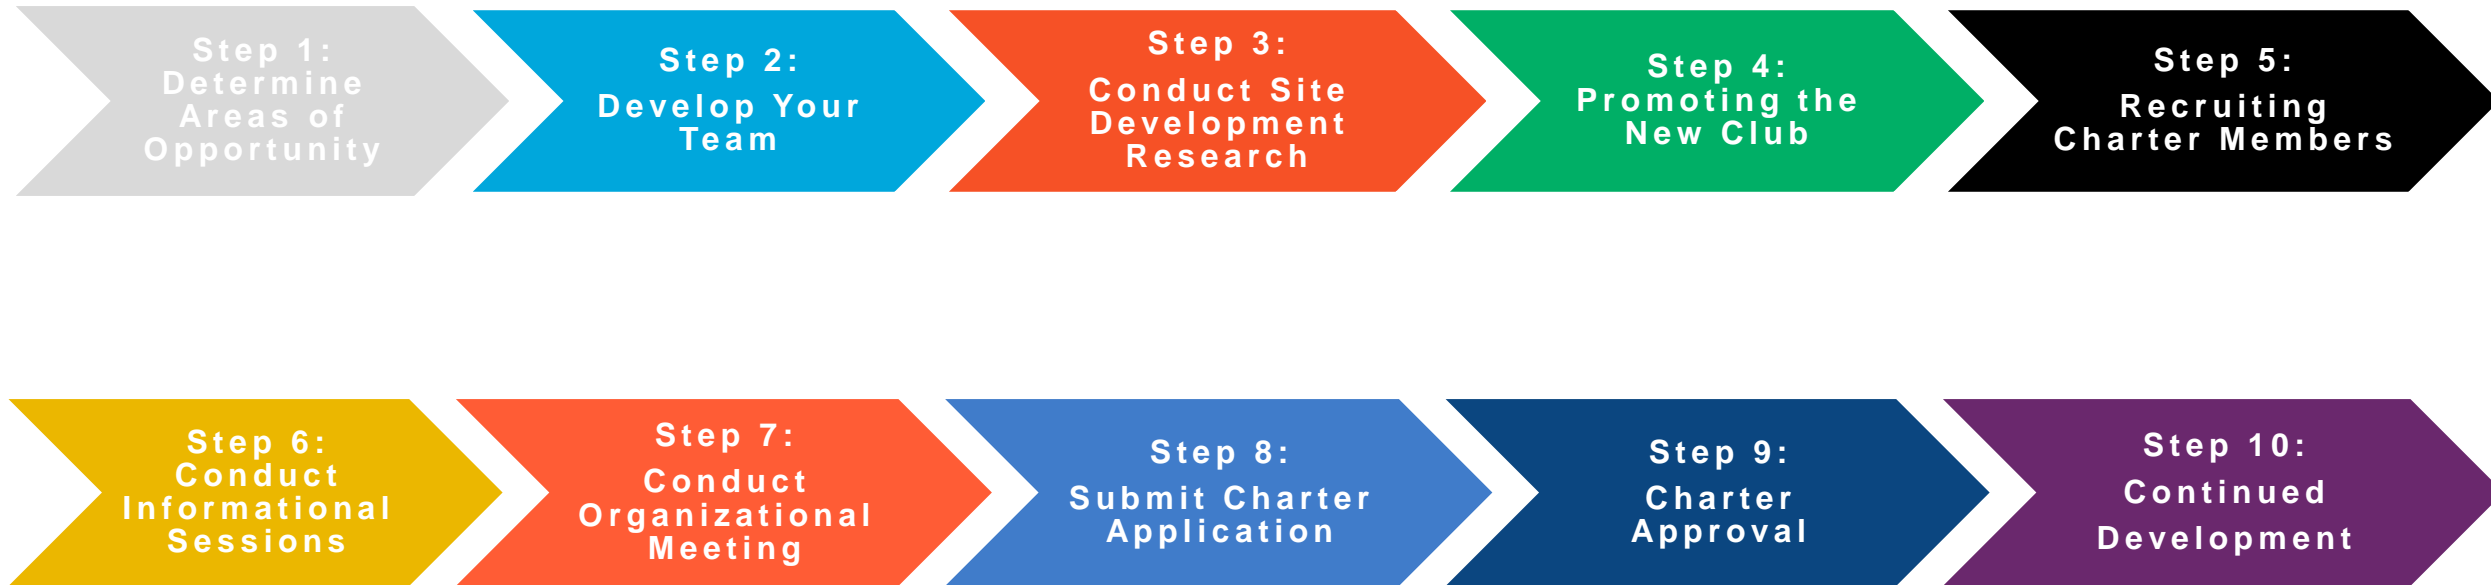 Step 1:
Determine
Areas of
Opportunity
Step 2:
Develop Your
Team
Step 3:
Conduct Site
Development
Research
Step 4:
Promoting the
New Club
Step 5:
Recruiting
Charter Members
Step 6:
Conduct
Informational
Sessions
Step 7:
Conduct
Organizational
Meeting
Step 8:
Submit Charter
Application
Step 9:
Charter
Approval
Step 10:
Continued
Development